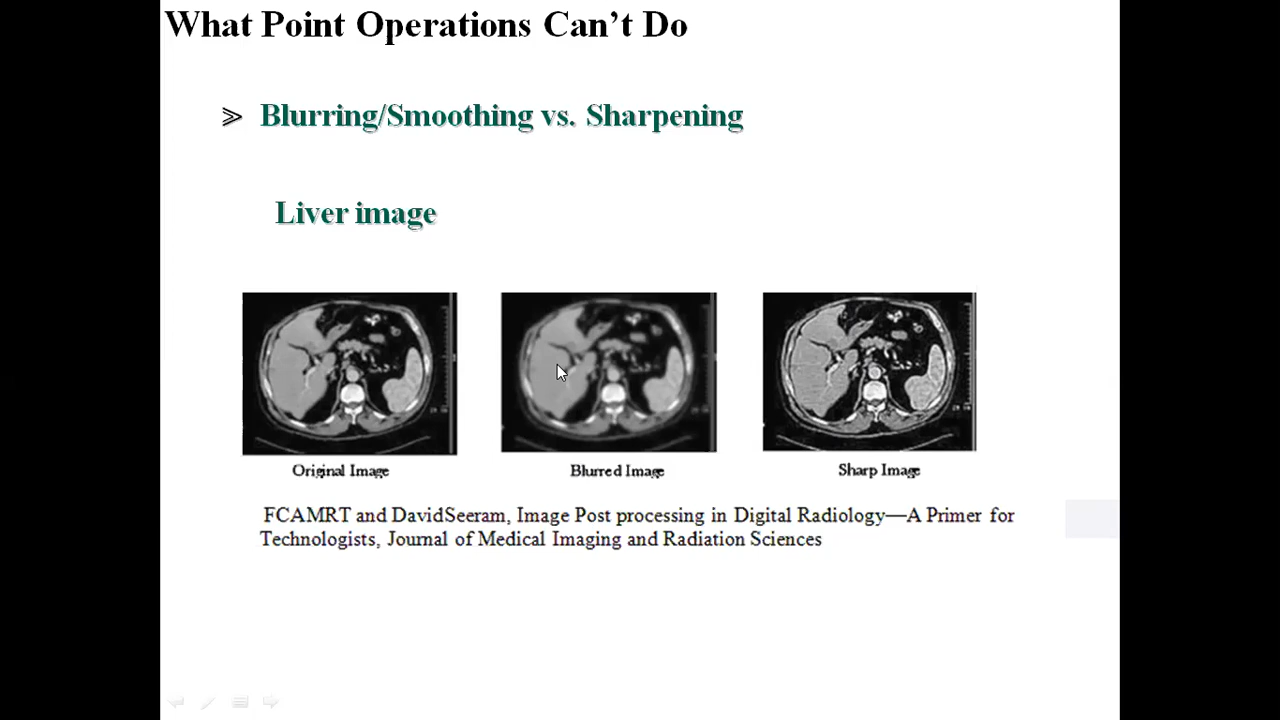 What Point Operations Can’t Do
Blurring/Smoothing vs. Sharpening
Liver image
Original Image
Blurred Image
Sharp Image
FCAMRT and DavidSeeram, Image Post processing in Digital Radiology—A Primer for
Technologists, Journal of Medical Imaging and Radiation Sciences